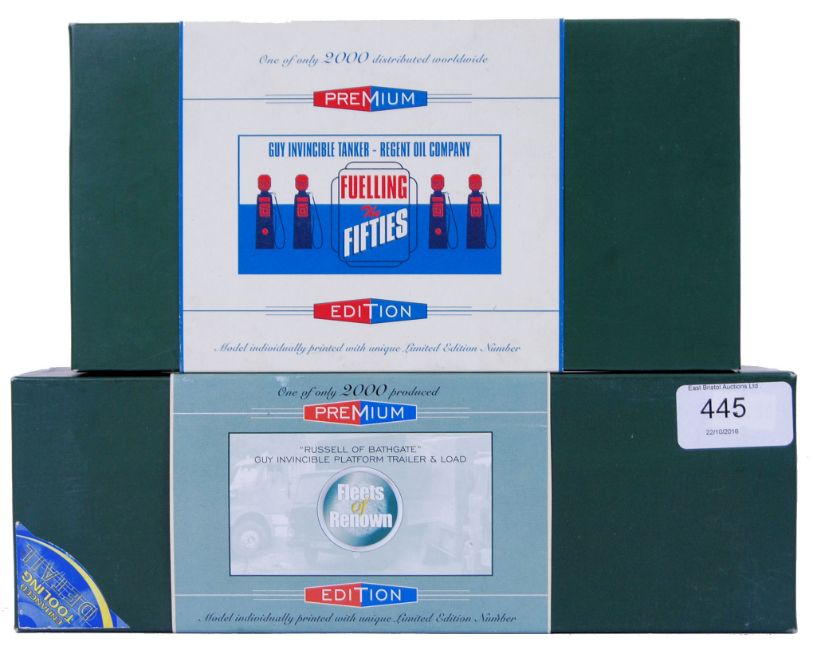 One of only 2000 distributed worldwide
PREMIUM
GUY INVINCIBLE TANKER - REGENT OIL COMPANY
FUELLING
The
FIFTIES
EDITION
Model individually printed with unique Limited Edition Number
One of only 2000 produced
PREMIUM
"RUSSELL OF BATHGATE"
GUY INVINCIBLE PLATFORM TRAILER & LOAD
Fleets
of
Renown
EDITION
Model individually printed with unique Limited Edition Number
East Bristol Auctions Ltd
445
22/10/2016
ENHANCED
TOOLING
DETAIL